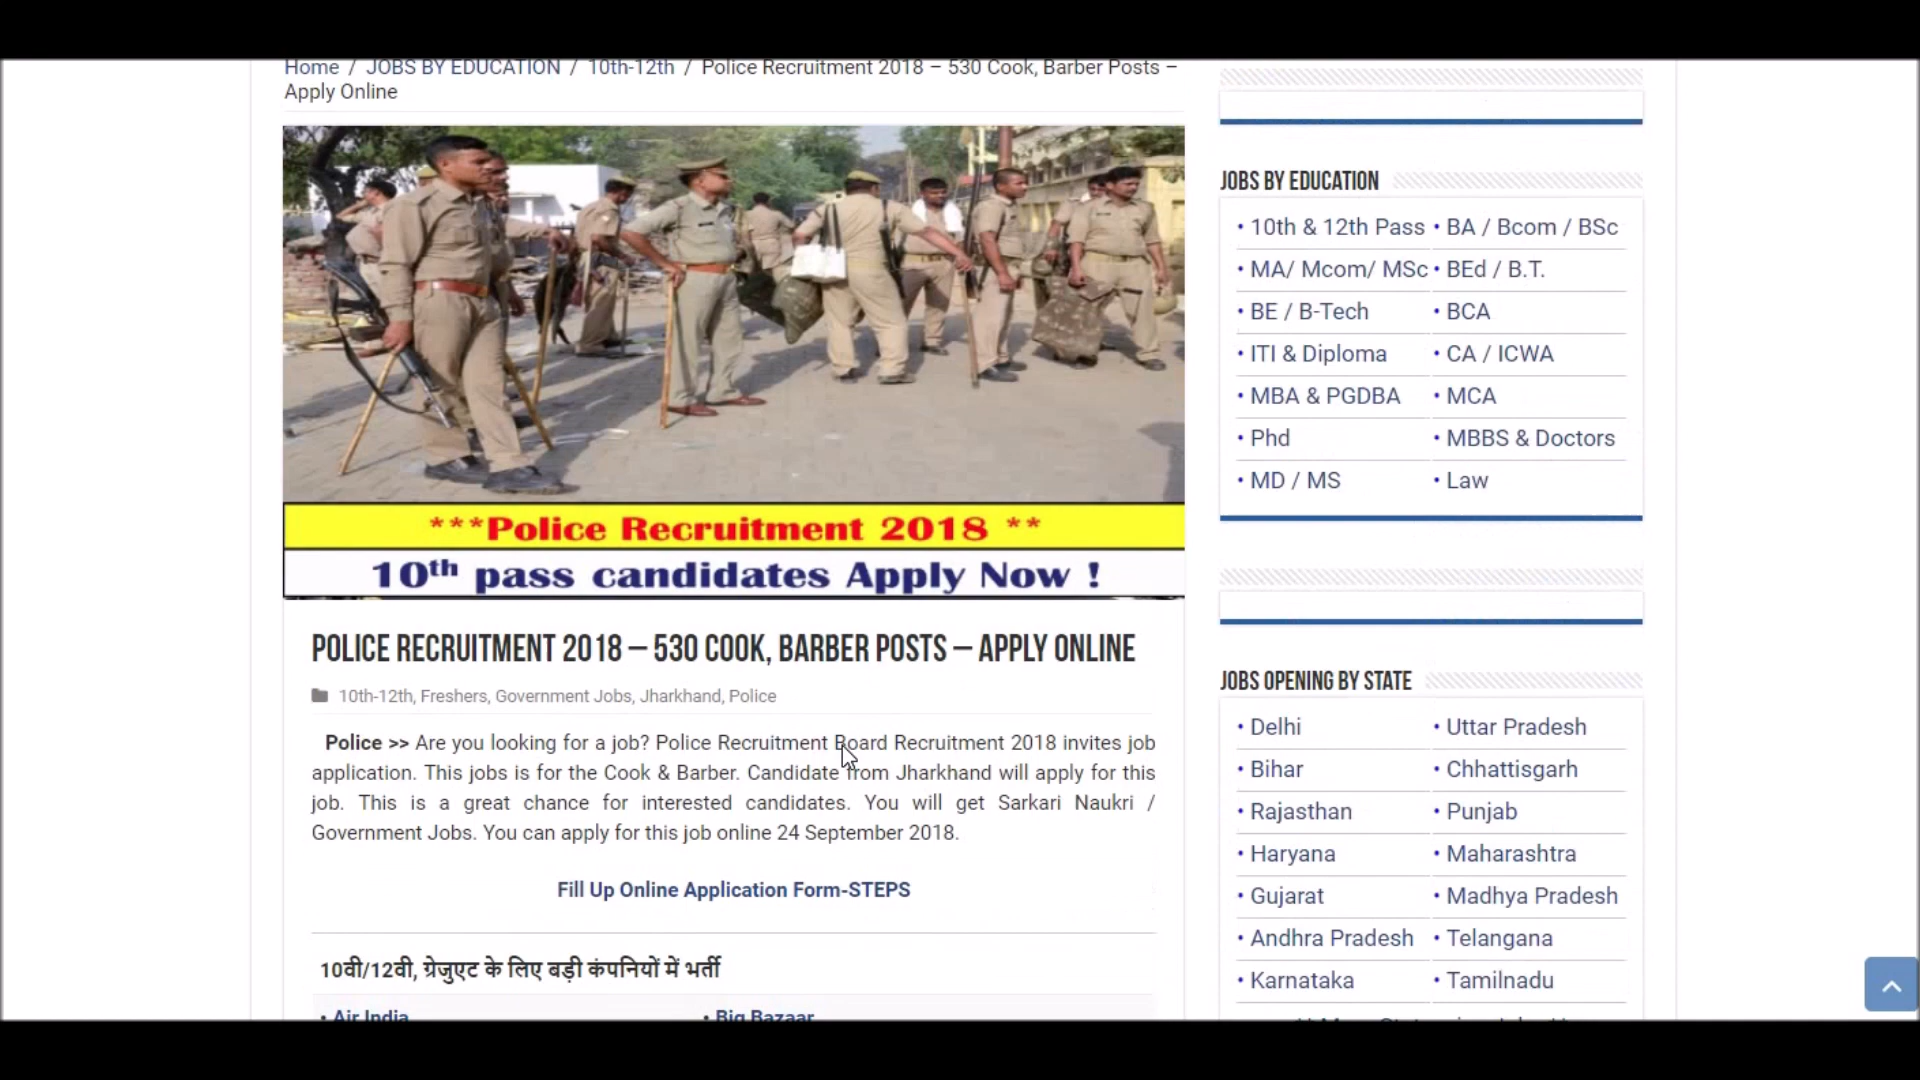 Home / JOBS BY EDUCATION / 10th-12th / Police Recruitment 2018 – 530 Cook, Barber Posts –
Apply Online
***Police Recruitment 2018 **
10th pass candidates Apply Now !
POLICE RECRUITMENT 2018 – 530 COOK, BARBER POSTS – APPLY ONLINE
10th-12th, Freshers, Government Jobs, Jharkhand, Police
Police >> Are you looking for a job? Police Recruitment Board Recruitment 2018 invites job
application. This jobs is for the Cook & Barber. Candidate from Jharkhand will apply for this
job. This is a great chance for interested candidates. You will get Sarkari Naukri /
Government Jobs. You can apply for this job online 24 September 2018.
Fill Up Online Application Form-STEPS
10वी/12वी, ग्रेजुएट के लिए बड़ी कंपनियों में भर्ती
• Air India • Big Bazaar
JOBS BY EDUCATION
• 10th & 12th Pass • BA / Bcom / BSc
• MA/ Mcom/ MSc • BEd / B.T.
• BE / B-Tech • BCA
• ITI & Diploma • CA / ICWA
• MBA & PGDBA • MCA
• Phd • MBBS & Doctors
• MD / MS • Law
JOBS OPENING BY STATE
• Delhi • Uttar Pradesh
• Bihar • Chhattisgarh
• Rajasthan • Punjab
• Haryana • Maharashtra
• Gujarat • Madhya Pradesh
• Andhra Pradesh • Telangana
• Karnataka • Tamilnadu